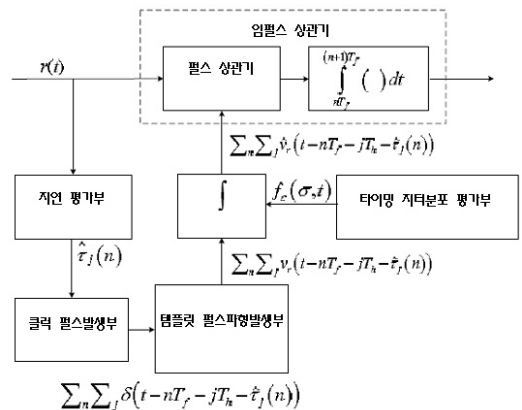 임펄스 상관기
r(t)
펄스 상관기
∫_{nT_f}^{(n+1)T_f} ( ) dt
∑_n ∑_j v̂_r(t−nT_f−jT_h−τ̂_j(n))
지연 평가부
∫
f_ε(σ,t)
타이밍 지터분포 평가부
τ̂_j(n)
∑_n ∑_j v_r(t−nT_f−jT_h−τ̂_j(n))
클럭 펄스발생부
템플릿 펄스파형발생부
∑_n ∑_j δ(t−nT_f−jT_h−τ̂_j(n))